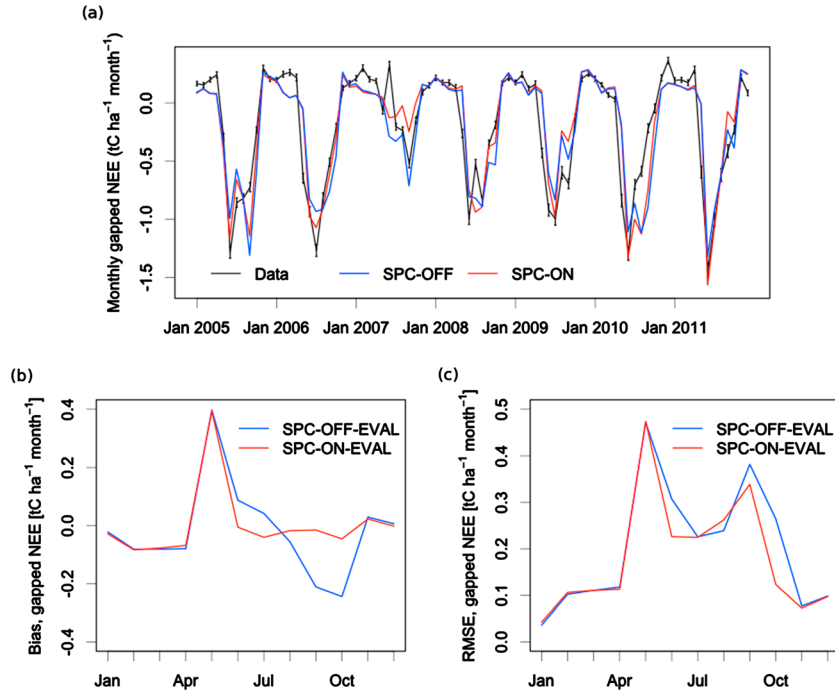 (a)
Monthly gapped NEE (tC ha⁻¹ month⁻¹)
0.0
-0.5
-1.0
-1.5
Data SPC-OFF SPC-ON
Jan 2005 Jan 2006 Jan 2007 Jan 2008 Jan 2009 Jan 2010 Jan 2011
(b)
Bias, gapped NEE [tC ha⁻¹ month⁻¹]
0.4
0.2
0.0
-0.2
-0.4
SPC-OFF-EVAL
SPC-ON-EVAL
Jan Apr Jul Oct
(c)
RMSE, gapped NEE [tC ha⁻¹ month⁻¹]
0.5
0.4
0.3
0.2
0.1
0.0
SPC-OFF-EVAL
SPC-ON-EVAL
Jan Apr Jul Oct